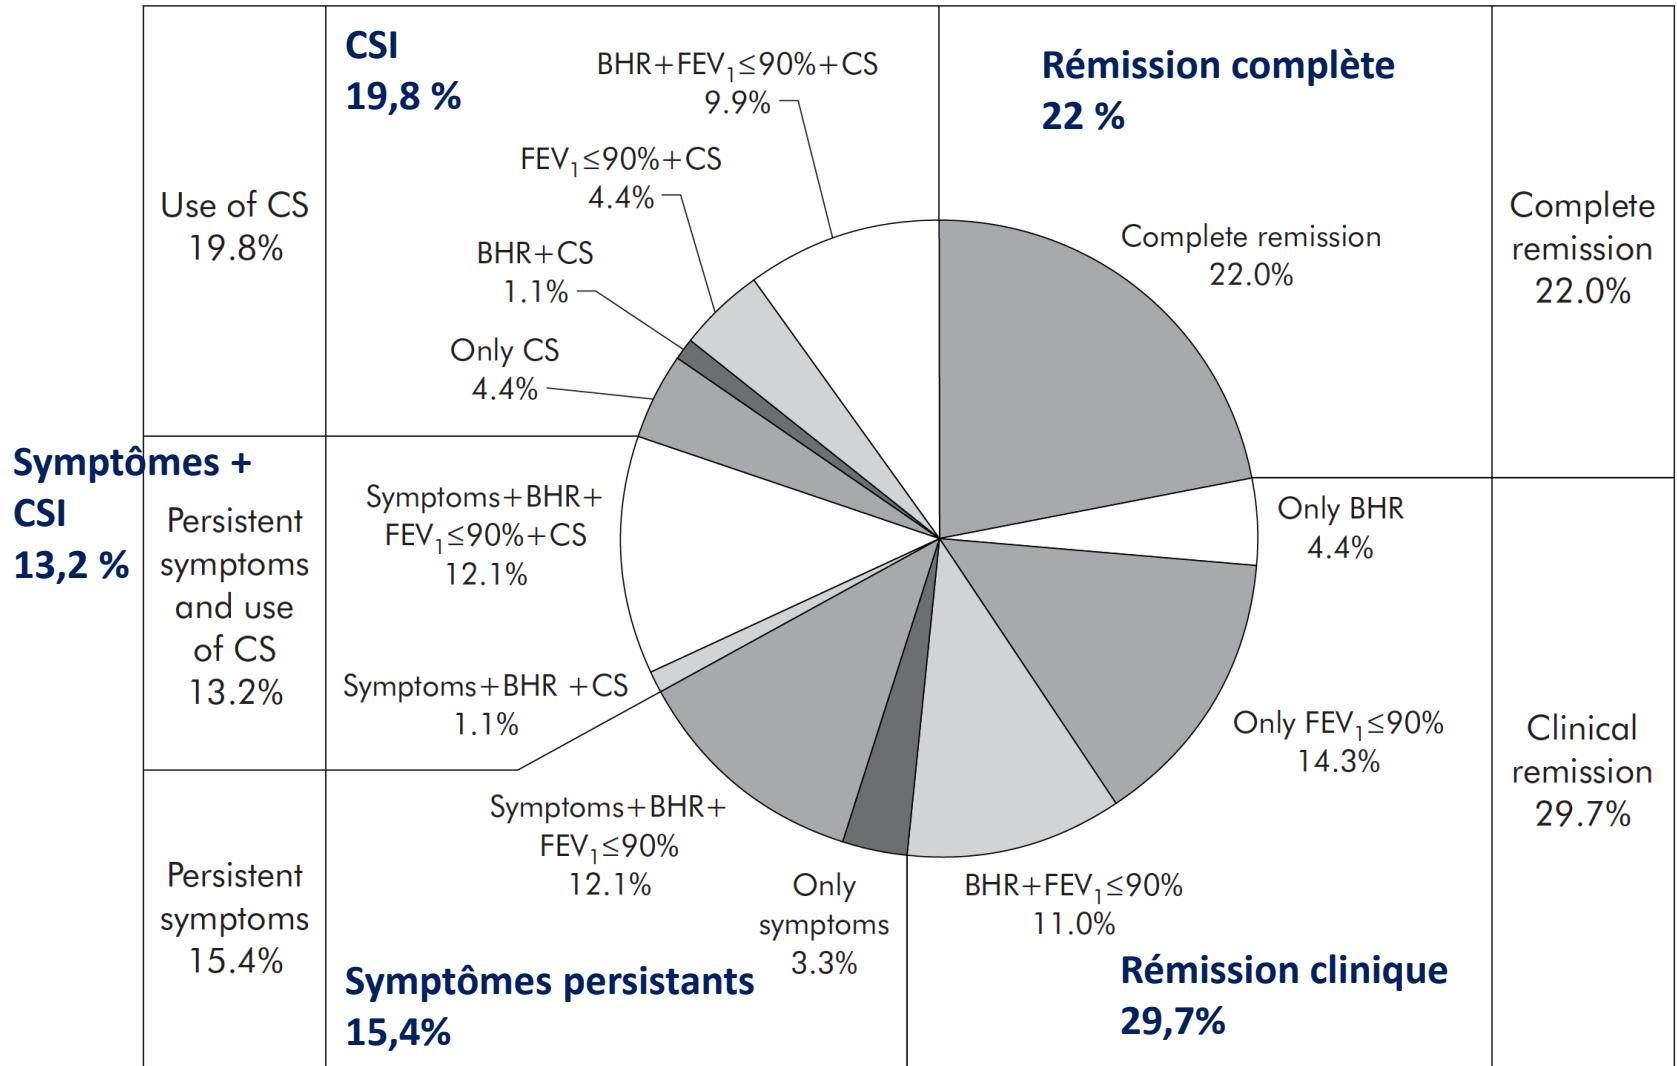 CSI
19,8 %
BHR+FEV₁≤90%+CS
9.9%
FEV₁≤90%+CS
4.4%
BHR+CS
1.1%
Only CS
4.4%
Use of CS
19.8%
Rémission complète
22 %
Complete remission
22.0%
Complete
remission
22.0%
Symptômes +
CSI
13,2 %
Persistent
symptoms
and use
of CS
13.2%
Symptoms+BHR+
FEV₁≤90%+CS
12.1%
Symptoms+BHR +CS
1.1%
Only BHR
4.4%
Only FEV₁≤90%
14.3%
Clinical
remission
29.7%
Persistent
symptoms
15.4%
Symptoms+BHR+
FEV₁≤90%
12.1%
Only
symptoms
3.3%
BHR+FEV₁≤90%
11.0%
Symptômes persistants
15,4%
Rémission clinique
29,7%